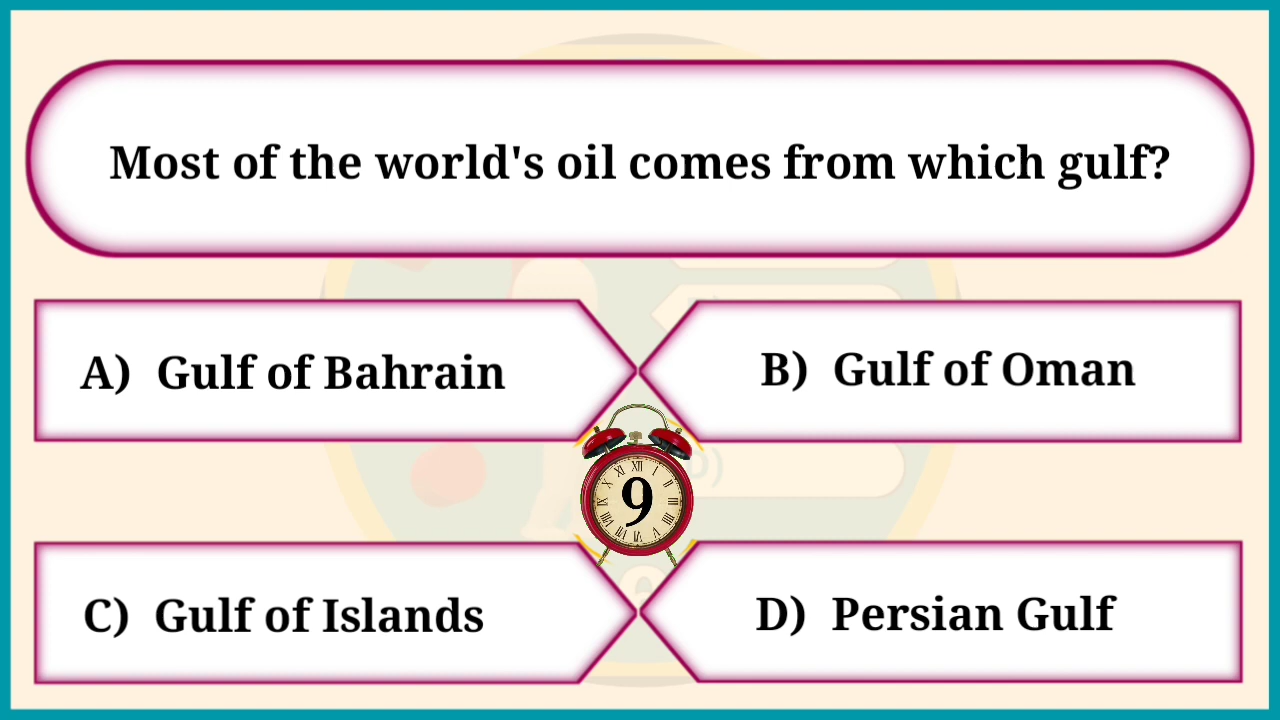 Most of the world's oil comes from which gulf?
A) Gulf of Bahrain
B) Gulf of Oman
9
C) Gulf of Islands
D) Persian Gulf